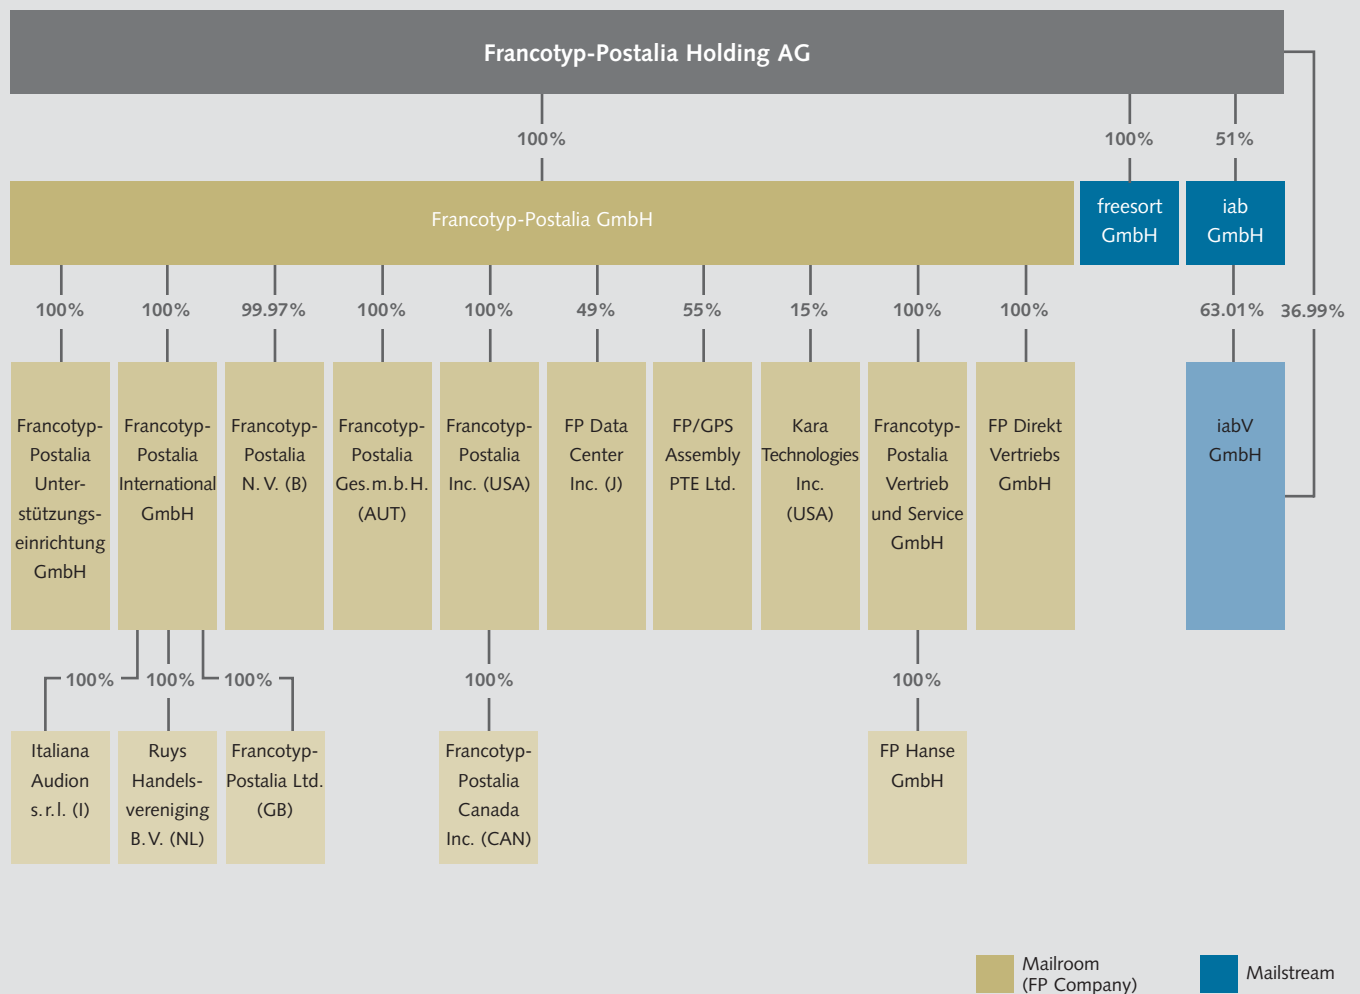 Francotyp-Postalia Holding AG
100%
100%
51%
Francotyp-Postalia GmbH
freesort
GmbH
iab
GmbH
100%
100%
99.97%
100%
100%
49%
55%
15%
100%
100%
63.01%
36.99%
Francotyp-
Postalia
Unter-
stützungs-
einrichtung
GmbH
Francotyp-
Postalia
International
GmbH
Francotyp-
Postalia
N. V. (B)
Francotyp-
Postalia
Ges.m.b.H.
(AUT)
Francotyp-
Postalia
Inc. (USA)
FP Data
Center
Inc. (J)
FP/GPS
Assembly
PTE Ltd.
Kara
Technologies
Inc.
(USA)
Francotyp-
Postalia
Vertrieb
und Service
GmbH
FP Direkt
Vertriebs
GmbH
iabV
GmbH
100%
100%
100%
100%
100%
Italiana
Audion
s.r.l. (I)
Ruys
Handels-
vereniging
B.V. (NL)
Francotyp-
Postalia Ltd.
(GB)
Francotyp-
Postalia
Canada
Inc. (CAN)
FP Hanse
GmbH
Mailroom
(FP Company)
Mailstream